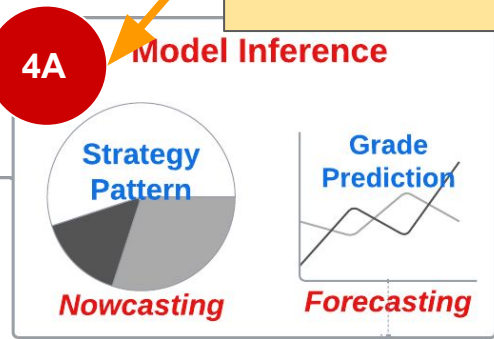 4A
Model Inference
Strategy
Pattern
Nowcasting
Grade
Prediction
Forecasting